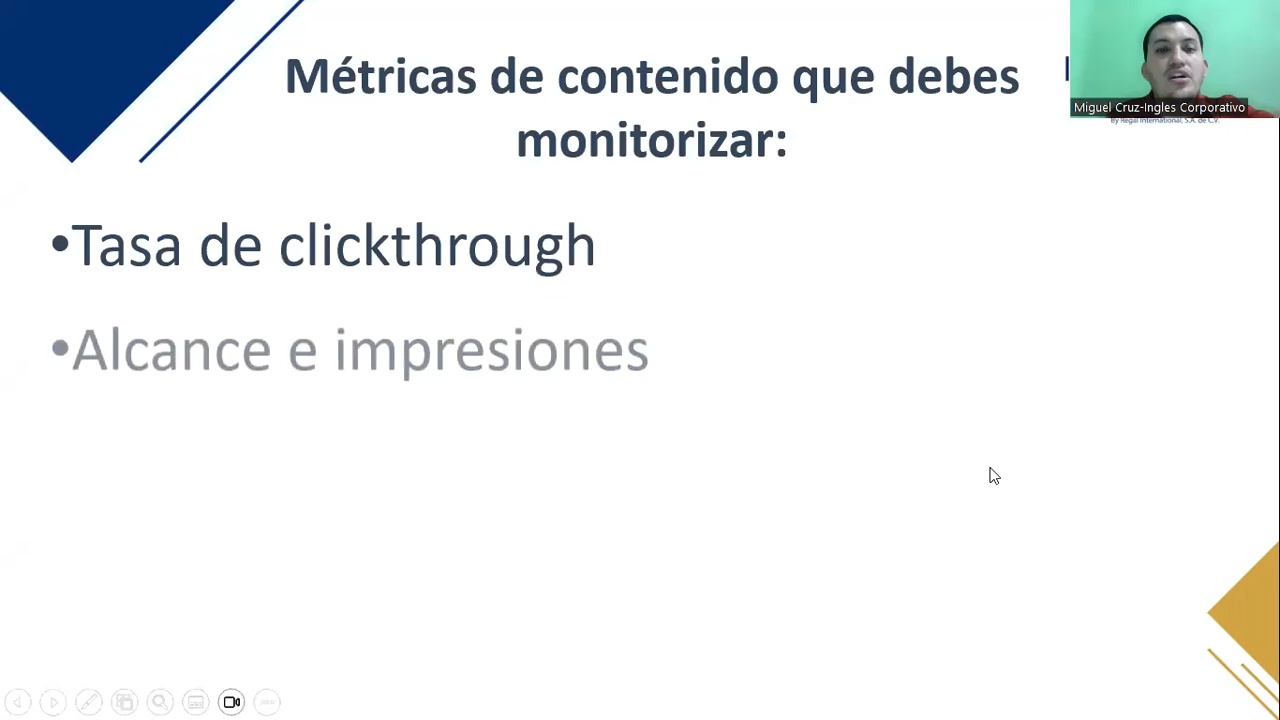 Métricas de contenido que debes
monitorizar:
Miguel Cruz-Ingles Corporativo
By Regal International, S.A. de C.V.
•Tasa de clickthrough
•Alcance e impresiones